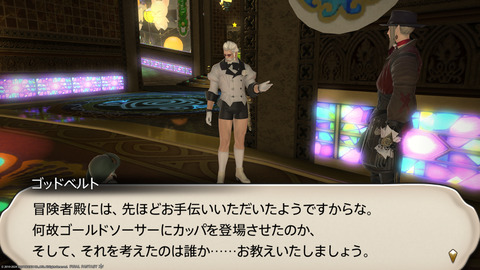 ゴッドベルト
冒険者殿には、先ほどお手伝いいただいたようですからな。
何故ゴールドソーサーにカッパを登場させたのか、
そして、それを考えたのは誰か……お教えいたしましょう。